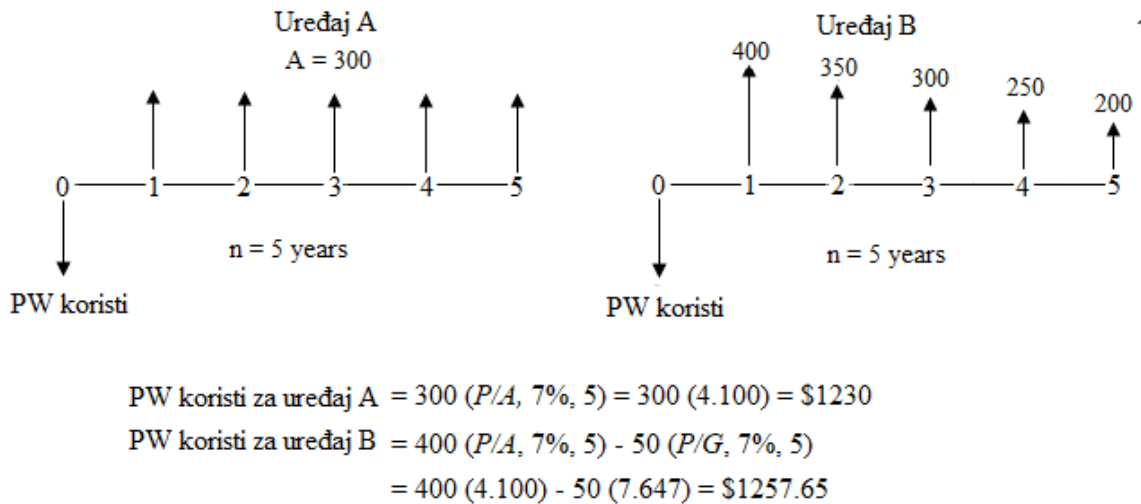 Uređaj A
A = 300
0 1 2 3 4 5
n = 5 years
PW koristi
Uređaj B
400 350 300 250 200
0 1 2 3 4 5
n = 5 years
PW koristi
PW koristi za uređaj A = 300 (P/A, 7%, 5) = 300 (4.100) = $1230
PW koristi za uređaj B = 400 (P/A, 7%, 5) - 50 (P/G, 7%, 5)
= 400 (4.100) - 50 (7.647) = $1257.65